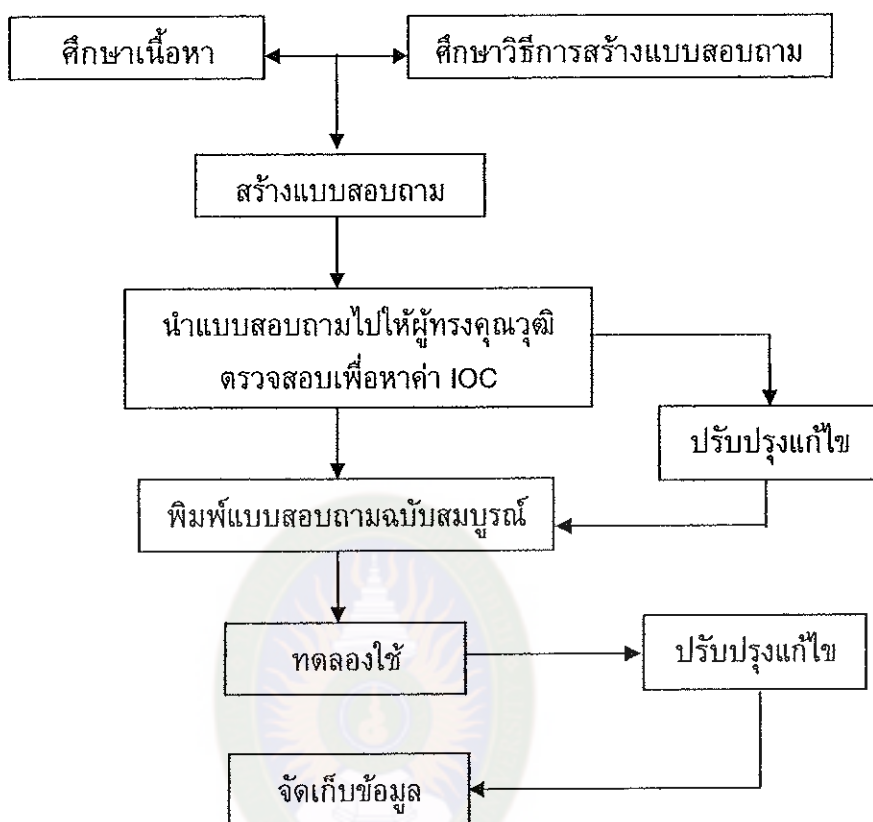 ศึกษาเนื้อหา
ศึกษาวิธีการสร้างแบบสอบถาม
สร้างแบบสอบถาม
นำแบบสอบถามไปให้ผู้ทรงคุณวุฒิ
ตรวจสอบเพื่อหาค่า IOC
ปรับปรุงแก้ไข
พิมพ์แบบสอบถามฉบับสมบูรณ์
ทดลองใช้
ปรับปรุงแก้ไข
จัดเก็บข้อมูล